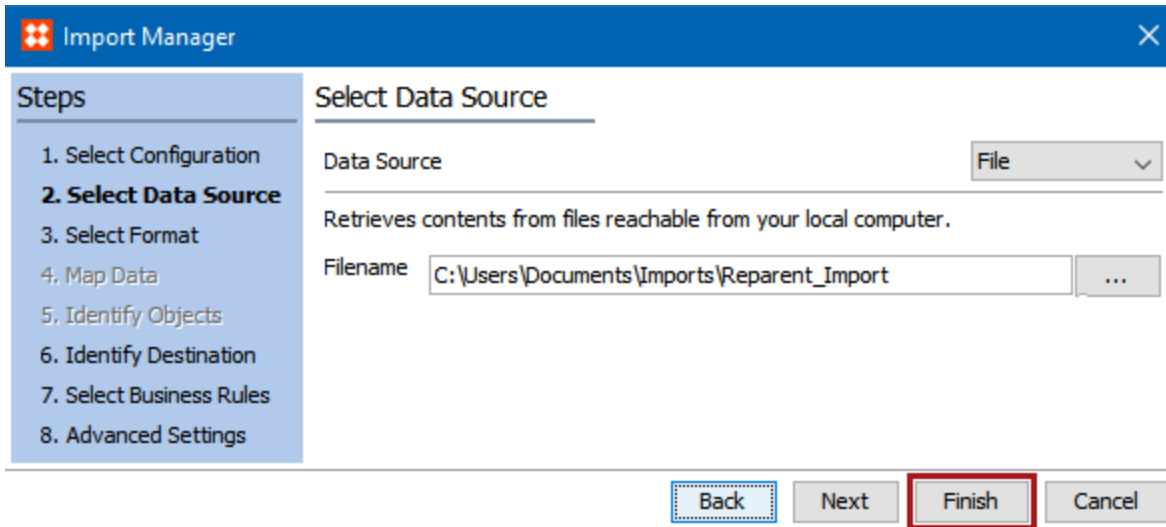 Import Manager
Steps
1. Select Configuration
2. Select Data Source
3. Select Format
4. Map Data
5. Identify Objects
6. Identify Destination
7. Select Business Rules
8. Advanced Settings
Select Data Source
Data Source File
Retrieves contents from files reachable from your local computer.
Filename C:\Users\Documents\Imports\Reparent_Import ...
Back Next Finish Cancel